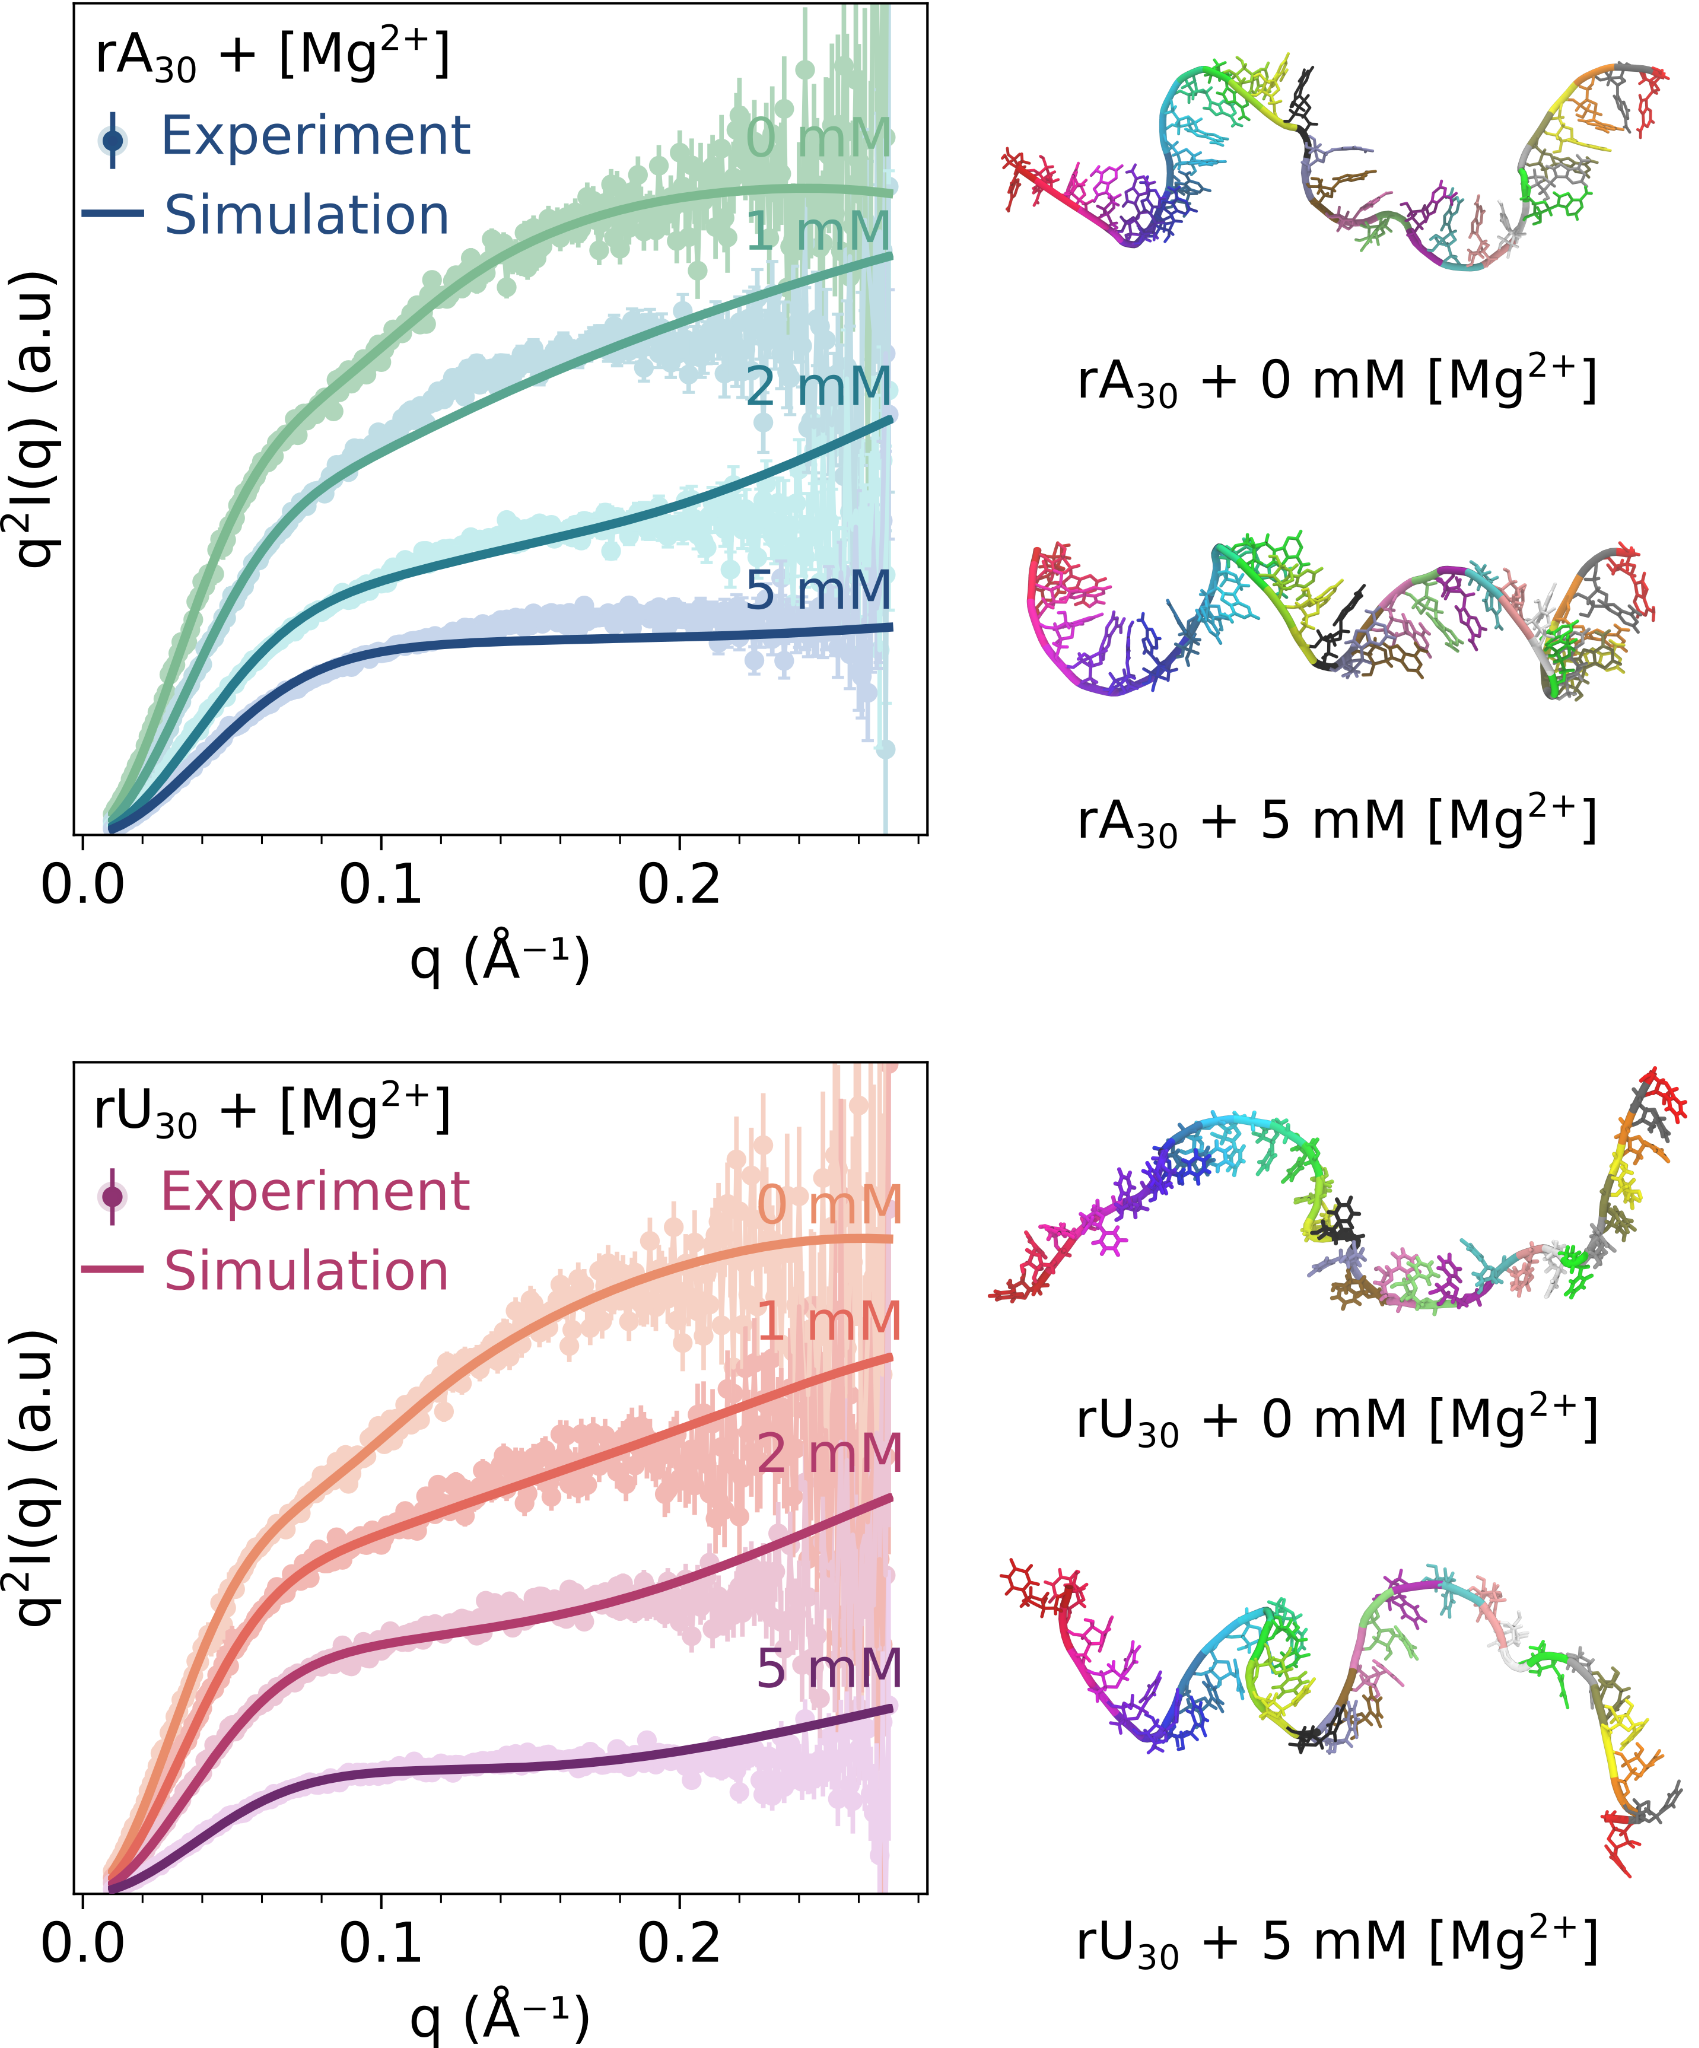 rA₃₀ + [Mg²⁺]
Experiment
Simulation
0 mM
1 mM
2 mM
5 mM
q²I(q) (a.u)
0.0 0.1 0.2
q (Å⁻¹)
rA₃₀ + 0 mM [Mg²⁺]
rA₃₀ + 5 mM [Mg²⁺]
rU₃₀ + [Mg²⁺]
Experiment
Simulation
0 mM
1 mM
2 mM
5 mM
q²I(q) (a.u)
0.0 0.1 0.2
q (Å⁻¹)
rU₃₀ + 0 mM [Mg²⁺]
rU₃₀ + 5 mM [Mg²⁺]